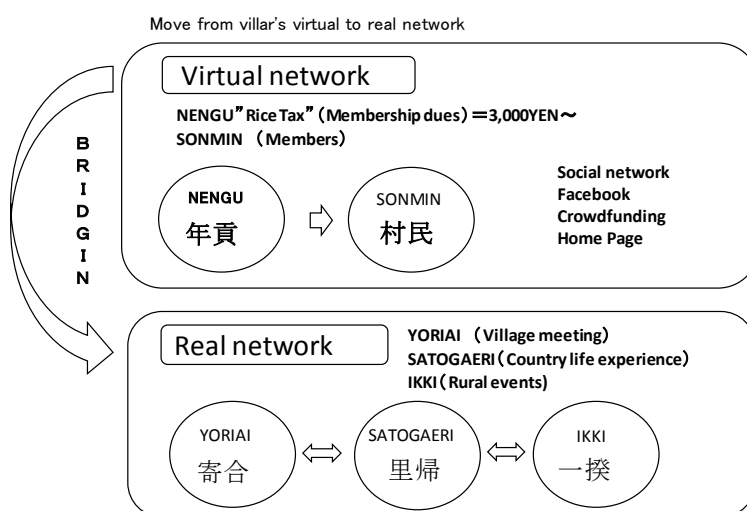 Move from villar's virtual to real network
Virtual network
NENGU”Rice Tax”(Membership dues)＝3,000YEN～
SONMIN （Members）
NENGU
年貢
SONMIN
村民
Social network
Facebook
Crowdfunding
Home Page
BRIDGIN
Real network
YORIAI （Village meeting)
SATOGAERI（Country life experience）
IKKI（Rural events)
YORIAI
寄合
SATOGAERI
里帰
IKKI
一揆